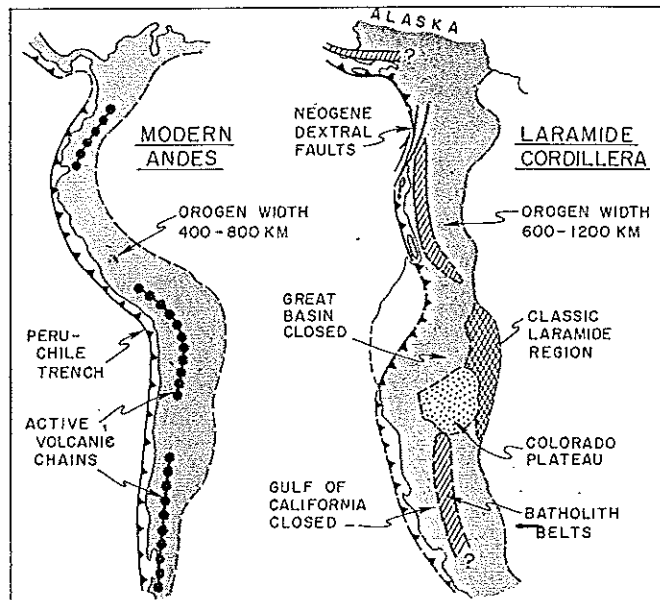 ALASKA
?
MODERN
ANDES
NEOGENE
DEXTRAL
FAULTS
LARAMIDE
CORDILLERA
OROGEN WIDTH
400-800 KM
OROGEN WIDTH
600-1200 KM
GREAT
BASIN
CLOSED
CLASSIC
LARAMIDE
REGION
PERU-
CHILE
TRENCH
ACTIVE
VOLCANIC
CHAINS
COLORADO
PLATEAU
GULF OF
CALIFORNIA
CLOSED
BATHOLITH
BELTS
?